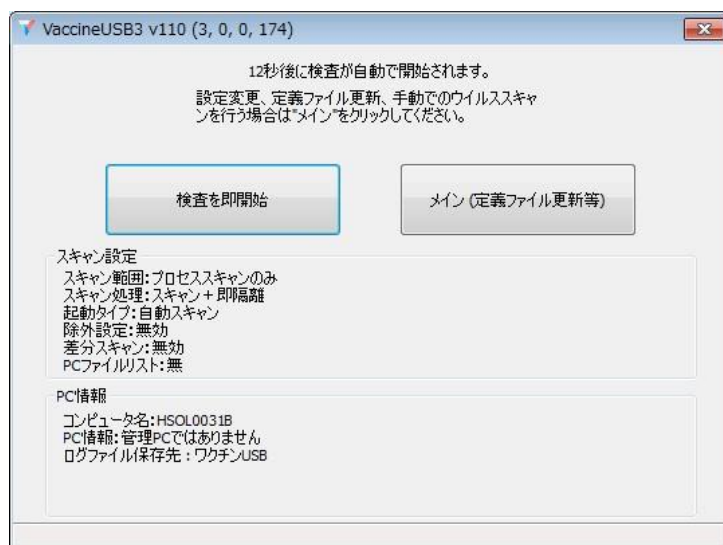 VaccineUSB3 v110 (3, 0, 0, 174)
12秒後に検査が自動で開始されます。
設定変更、定義ファイル更新、手動でのウイルススキャ
ンを行う場合は"メイン"をクリックしてください。
検査を即開始
メイン (定義ファイル更新等)
スキャン設定
スキャン範囲:プロセススキャンのみ
スキャン処理:スキャン+即隔離
起動タイプ:自動スキャン
除外設定:無効
差分スキャン:無効
PCファイルリスト:無
PC情報
コンピュータ名:HSOL0031B
PC情報:管理PCではありません
ログファイル保存先:ワクチンUSB